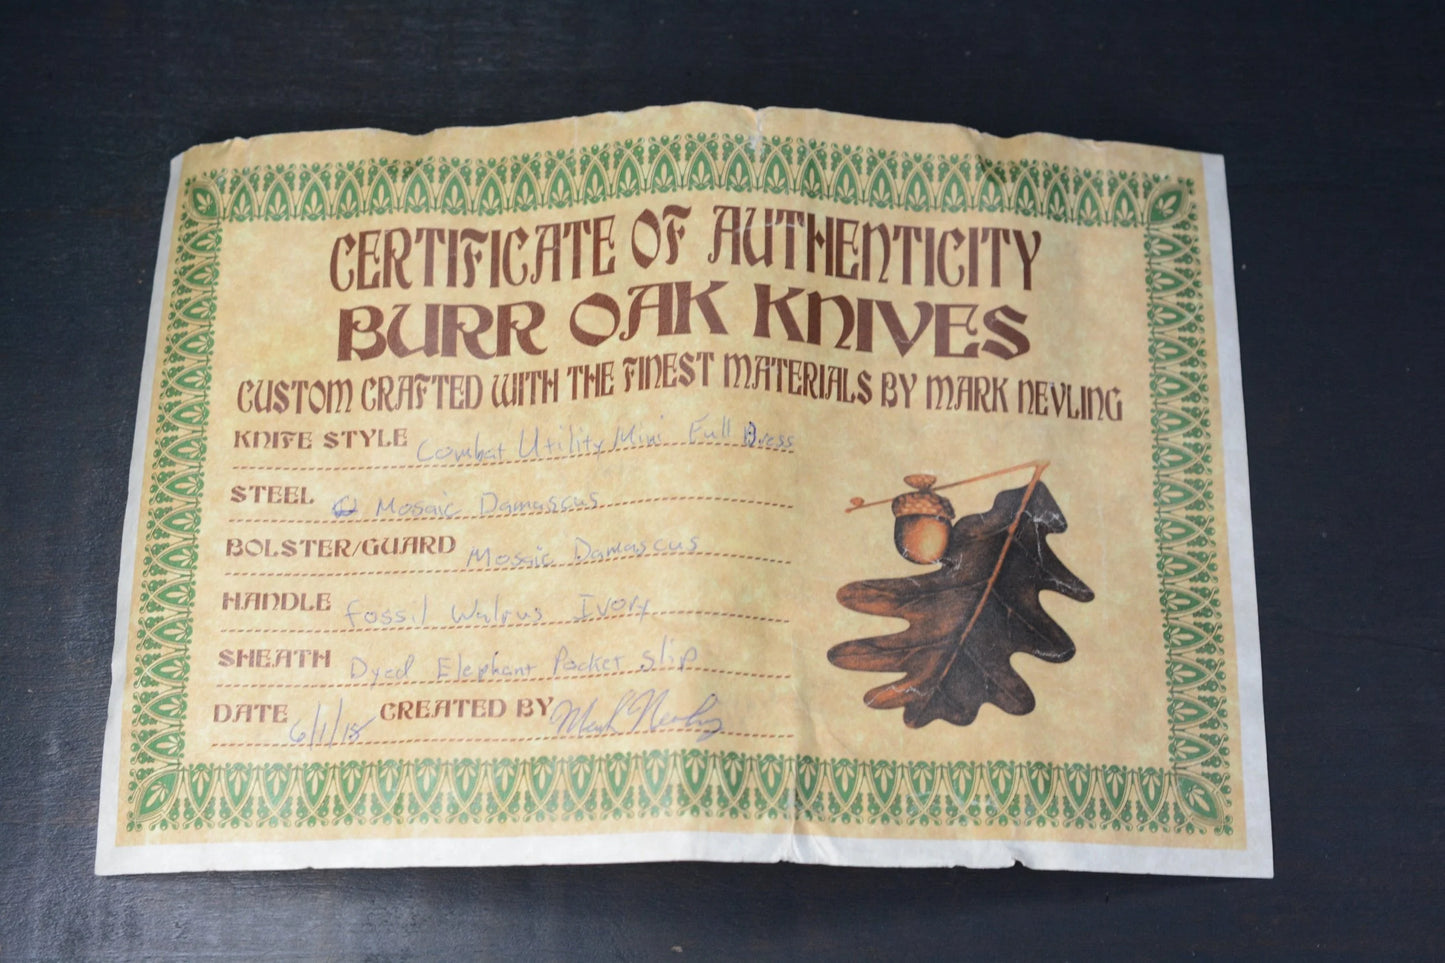 CERTIFICATE OF AUTHENTICITY
BURR OAK KNIVES
CUSTOM CRAFTED WITH THE FINEST MATERIALS BY MARK NEVLING
KNIFE STYLE Combat Utility Mini Full Dress
STEEL Mosaic Damascus
BOLSTER/GUARD Mosaic Damascus
HANDLE Fossil Walrus Ivory
SHEATH Dyed Elephant Pocket Slip
DATE 6/1/18 CREATED BY Mark Nevling